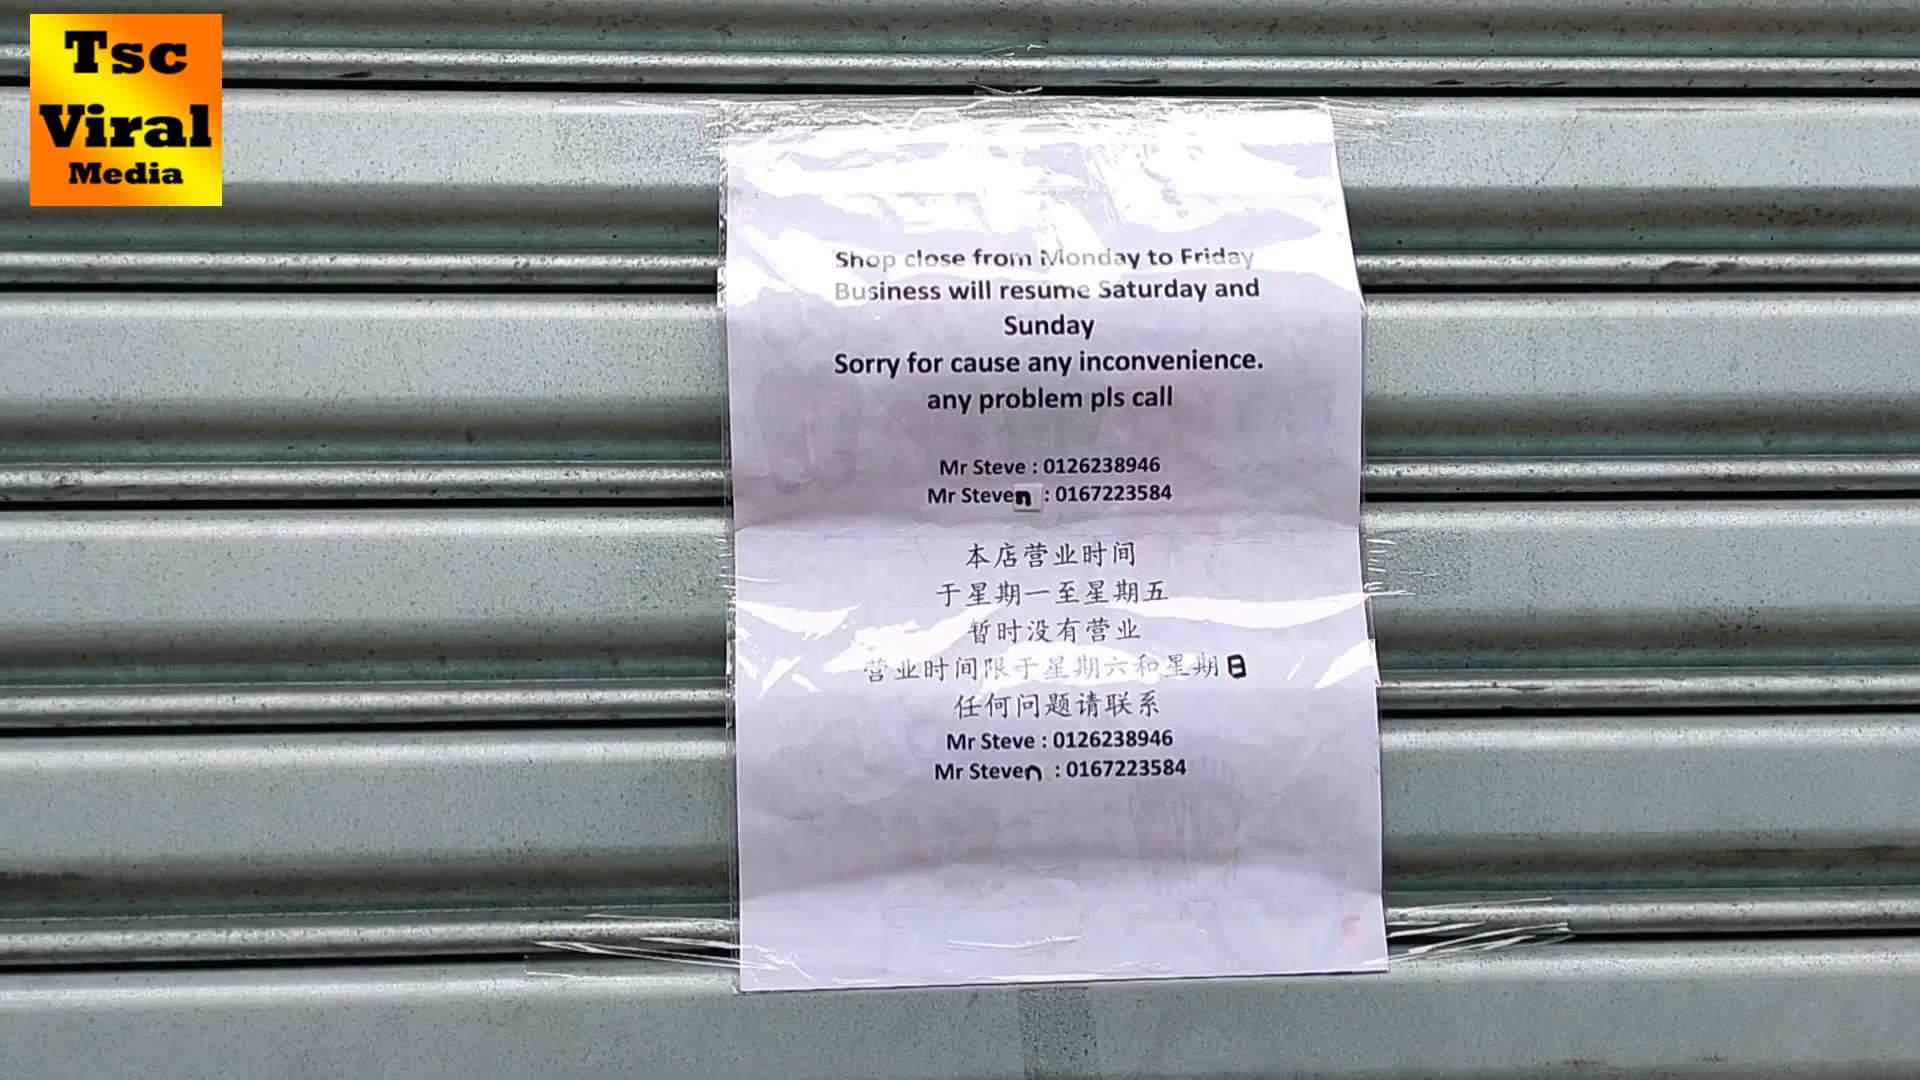 Tsc
Viral
Media
Shop close from Monday to Friday
Business will resume Saturday and
Sunday
Sorry for cause any inconvenience.
any problem pls call
Mr Steve : 0126238946
Mr Steven : 0167223584
本店营业时间
于星期一至星期五
暂时没有营业
营业时间限于星期六和星期日
任何问题请联系
Mr Steve : 0126238946
Mr Steven : 0167223584